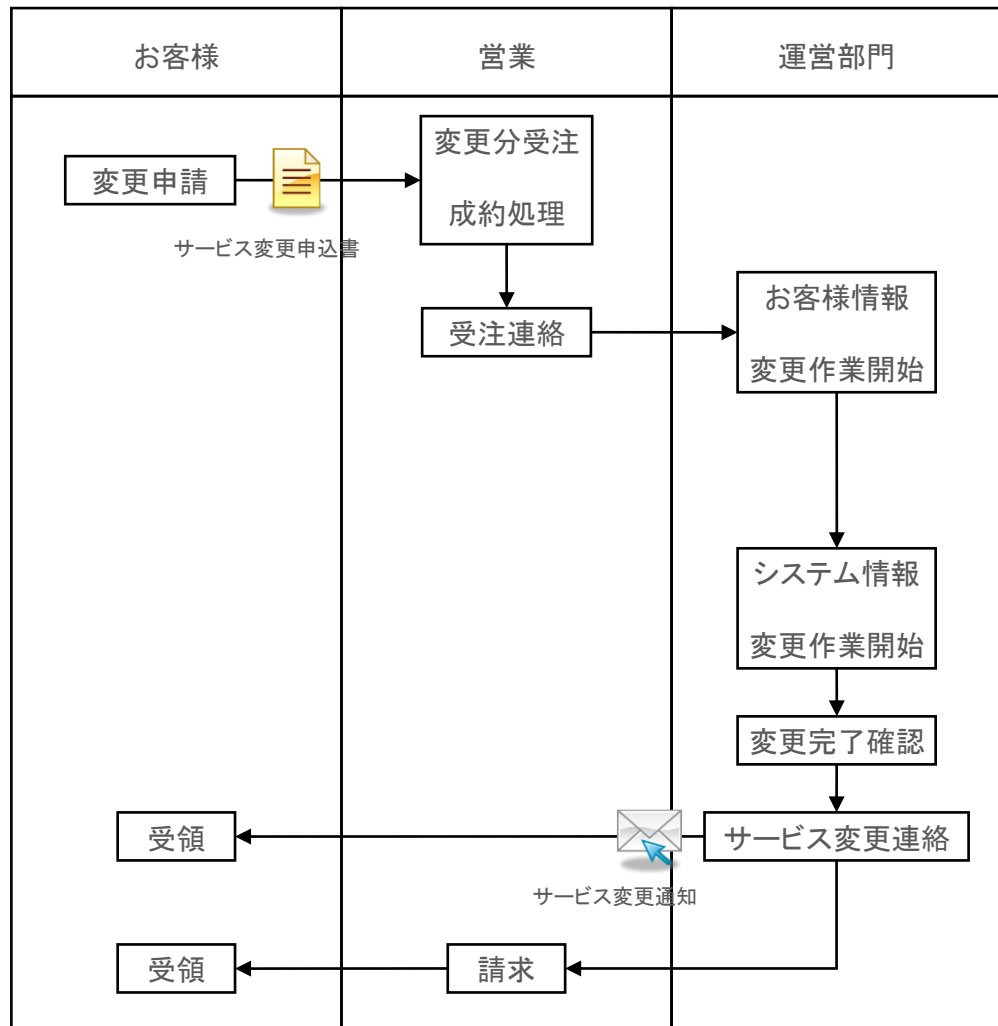 お客様
営業
運営部門
変更申請
サービス変更申込書
変更分受注
成約処理
受注連絡
お客様情報
変更作業開始
システム情報
変更作業開始
変更完了確認
サービス変更連絡
サービス変更通知
受領
請求
受領